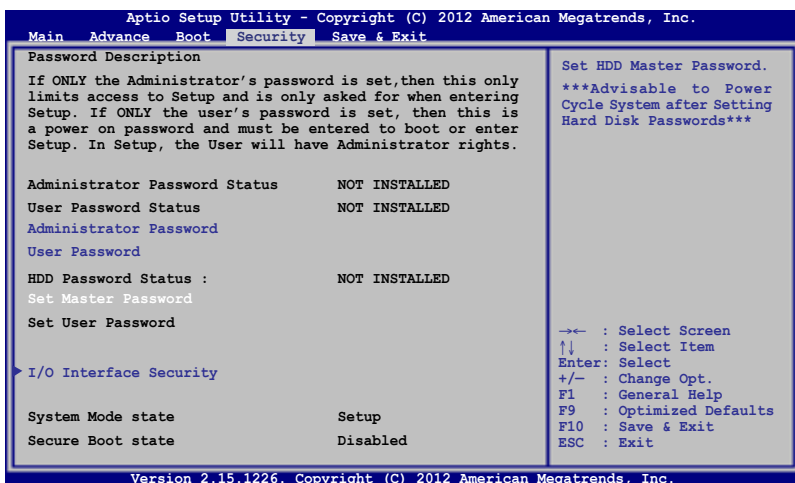 Aptio Setup Utility - Copyright (C) 2012 American Megatrends, Inc.
Main Advance Boot Security Save & Exit
Password Description
If ONLY the Administrator's password is set,then this only
limits access to Setup and is only asked for when entering
Setup. If ONLY the user's password is set, then this is
a power on password and must be entered to boot or enter
Setup. In Setup, the User will have Administrator rights.
Administrator Password Status NOT INSTALLED
User Password Status NOT INSTALLED
Administrator Password
User Password
HDD Password Status : NOT INSTALLED
Set Master Password
Set User Password
I/O Interface Security
System Mode state Setup
Secure Boot state Disabled
Set HDD Master Password.
***Advisable to Power
Cycle System after Setting
Hard Disk Passwords***
→← : Select Screen
↑↓ : Select Item
Enter: Select
+/— : Change Opt.
F1 : General Help
F9 : Optimized Defaults
F10 : Save & Exit
ESC : Exit
Version 2.15.1226. Copyright (C) 2012 American Megatrends, Inc.